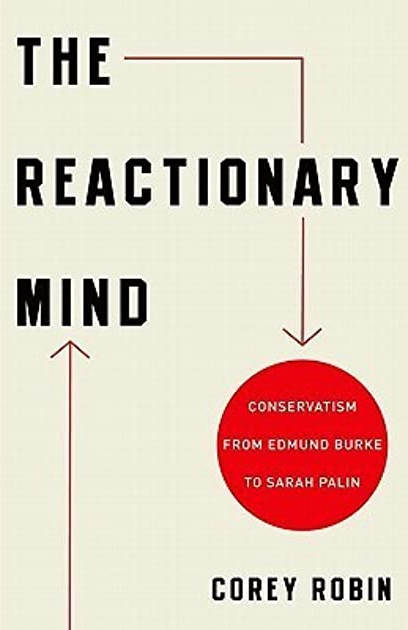 THE
REACTIONARY
MIND
CONSERVATISM
FROM EDMUND BURKE
TO SARAH PALIN
COREY ROBIN